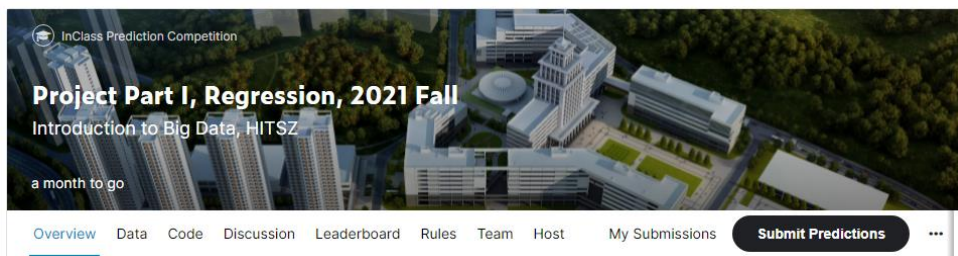 InClass Prediction Competition
Project Part I, Regression, 2021 Fall
Introduction to Big Data, HITSZ
a month to go
Overview Data Code Discussion Leaderboard Rules Team Host My Submissions Submit Predictions ...